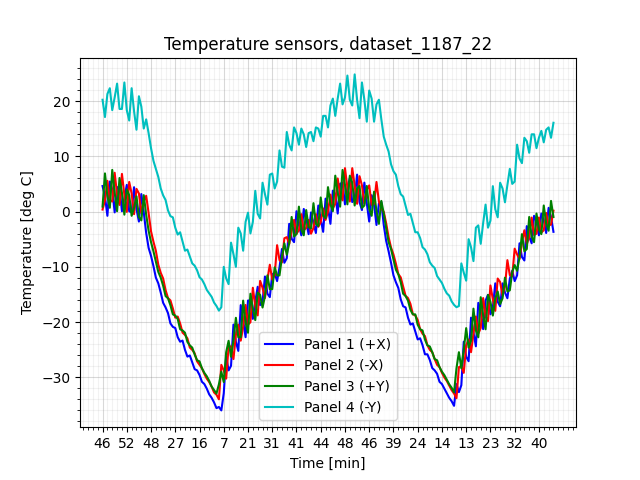 Temperature sensors, dataset_1187_22
Temperature [deg C]
20
10
0
−10
−20
−30
Panel 1 (+X)
Panel 2 (-X)
Panel 3 (+Y)
Panel 4 (-Y)
46 52 48 27 16 7 21 31 41 44 48 46 39 24 14 13 23 32 40
Time [min]